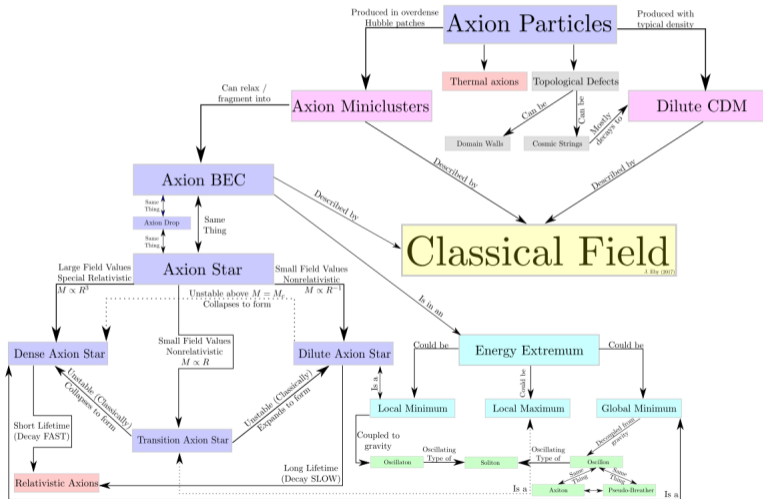 Axion Particles
Produced in overdense
Hubble patches
Produced with
typical density
Thermal axions
Topological Defects
Can relax /
fragment into
Axion Miniclusters
Dilute CDM
Can be
Can be
Mostly
decays to
Domain Walls
Cosmic Strings
Described by
Described by
Axion BEC
Described by
Same
Thing
Axion Drop
Same
Thing
Same
Thing
Classical Field
J. Eby (2017)
Axion Star
Large Field Values
Special Relativistic
M ∝ R³
Small Field Values
Nonrelativistic
M ∝ R⁻¹
Unstable above M = M_c
Collapses to form
Is in an
Small Field Values
Nonrelativistic
M ∝ R
Dense Axion Star
Dilute Axion Star
Energy Extremum
Could be
Could be
Could be
Unstable (Classically)
Collapses to form
Unstable (Classically)
Expands to form
Is a
Local Minimum
Local Maximum
Global Minimum
Short Lifetime
(Decay FAST)
Transition Axion Star
Coupled to
gravity
Decoupled from
gravity
Oscillating
Type of
Oscillating
Type of
Oscillaton
Soliton
Oscillon
Same
Thing
Same
Thing
Long Lifetime
(Decay SLOW)
Relativistic Axions
Axiton
Pseudo-Breather
Is a
Is a